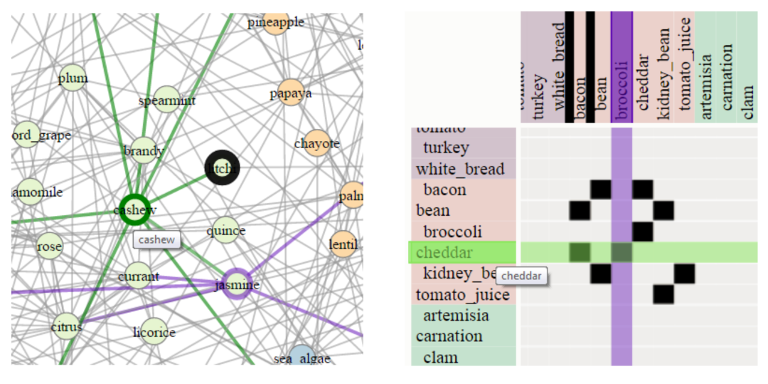 pineapple
plum
spearmint
papaya
ord_grape
chayote
brandy
amomile
cashew
palm
cashew
quince
rose
lentil
currant
jasmine
citrus
licorice
sea_algae
tomato
turkey
white_bread
bacon
bean
broccoli
cheddar
kidney_bean
tomato_juice
artemisia
carnation
clam
tomato
turkey
white_bread
bacon
bean
broccoli
cheddar
kidney_be
cheddar
tomato_juice
artemisia
carnation
clam